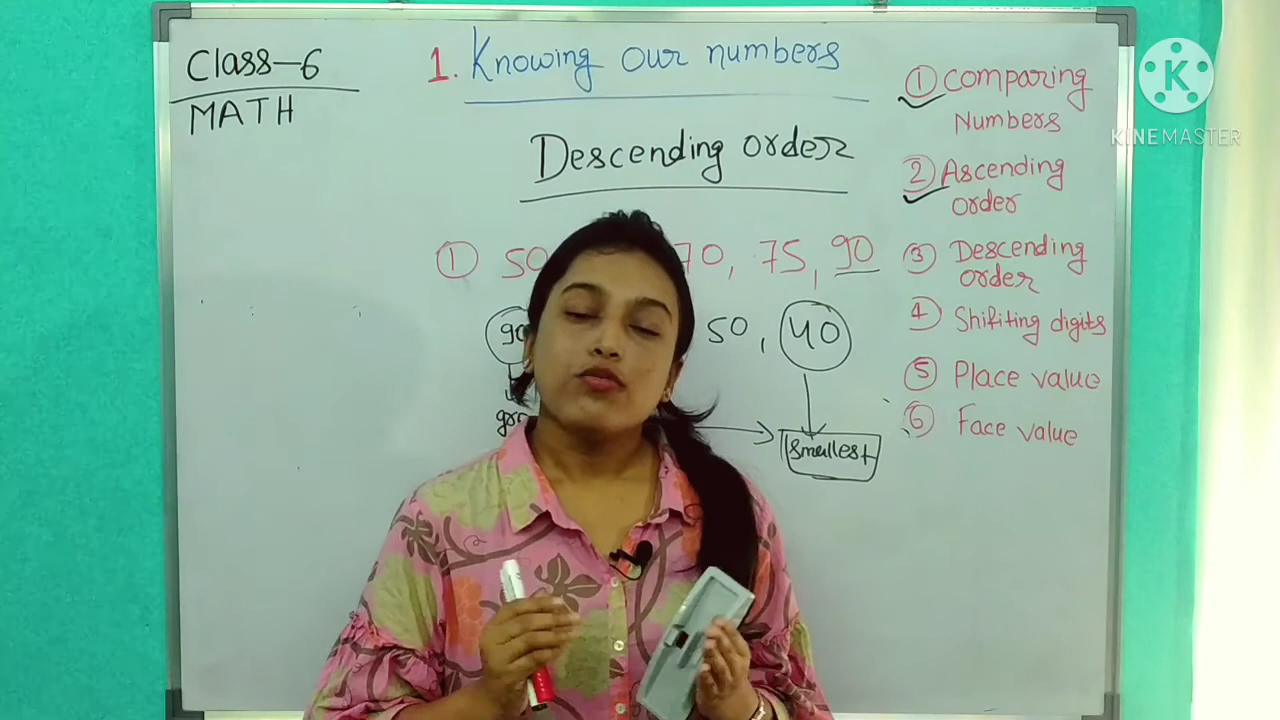 Class-6
MATH
1. Knowing our numbers
Descending order
① 50 70, 75, 90
90 50, 40
smallest
① Comparing
Numbers
② Ascending
order
③ Descending
order
④ Shifiting digits
⑤ Place value
⑥ Face value
K
KINEMASTER